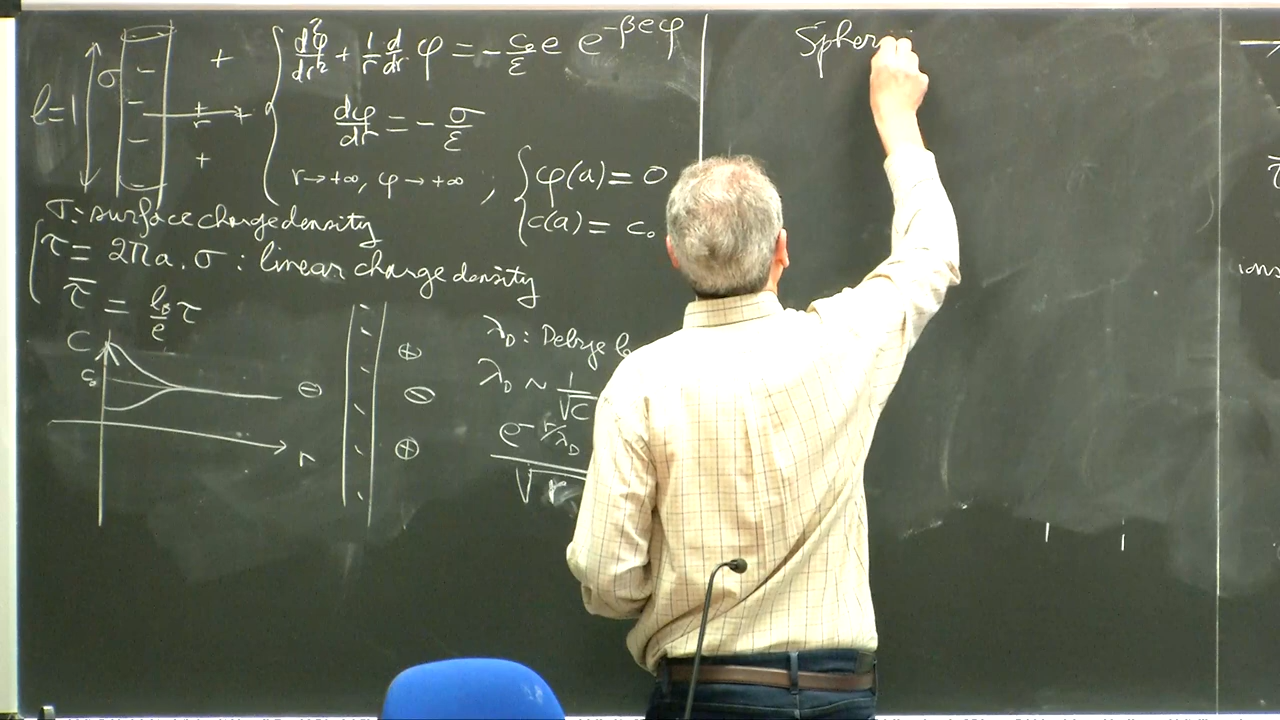 σ
l=1
r
d²φ/dr² + 1/r d/dr φ = - c₀e/ε e^-βeφ
dφ/dr = - σ/ε
r→+∞, φ→+∞ ; φ(a) = 0
c(a) = c₀
σ: surface charge density
τ = 2πa.σ : linear charge density
τ̄ = l_B/e τ
C
c₀
r
λ_D: Debye
λ_D ~ 1/√C
e^-r/λ_D
√r
Spher
ions